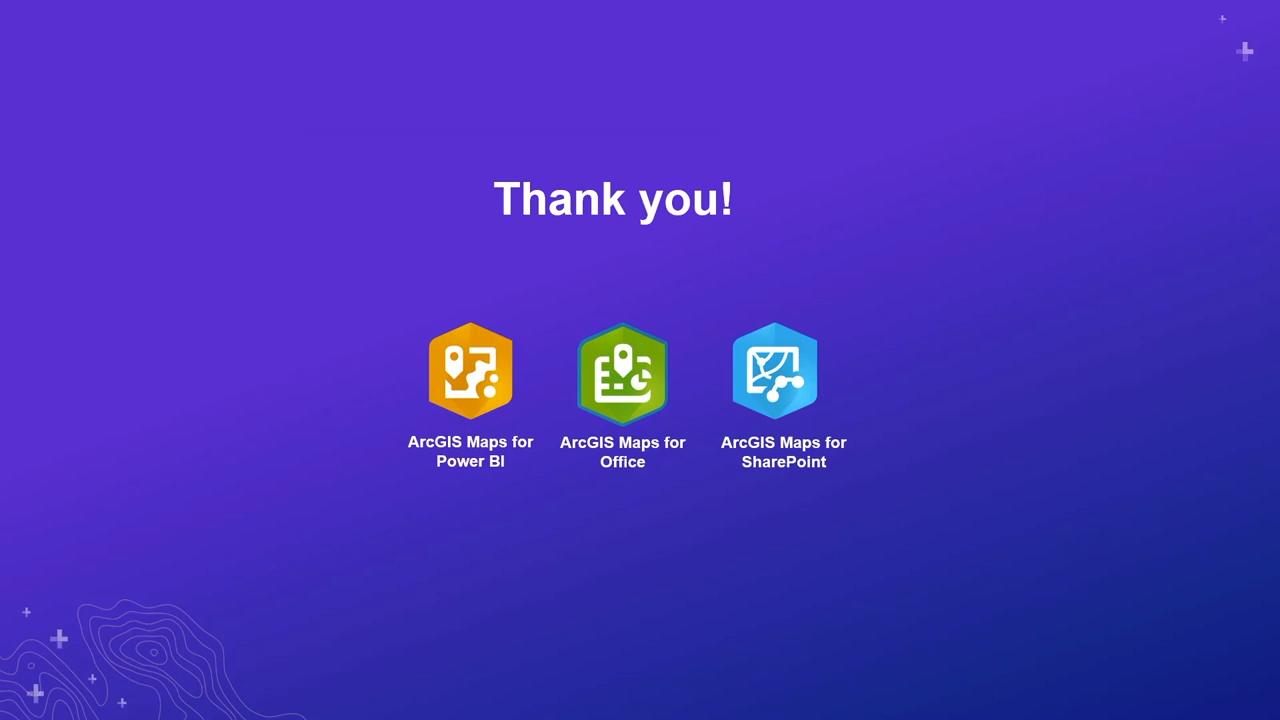 Thank you!
ArcGIS Maps for
Power BI
ArcGIS Maps for
Office
ArcGIS Maps for
SharePoint